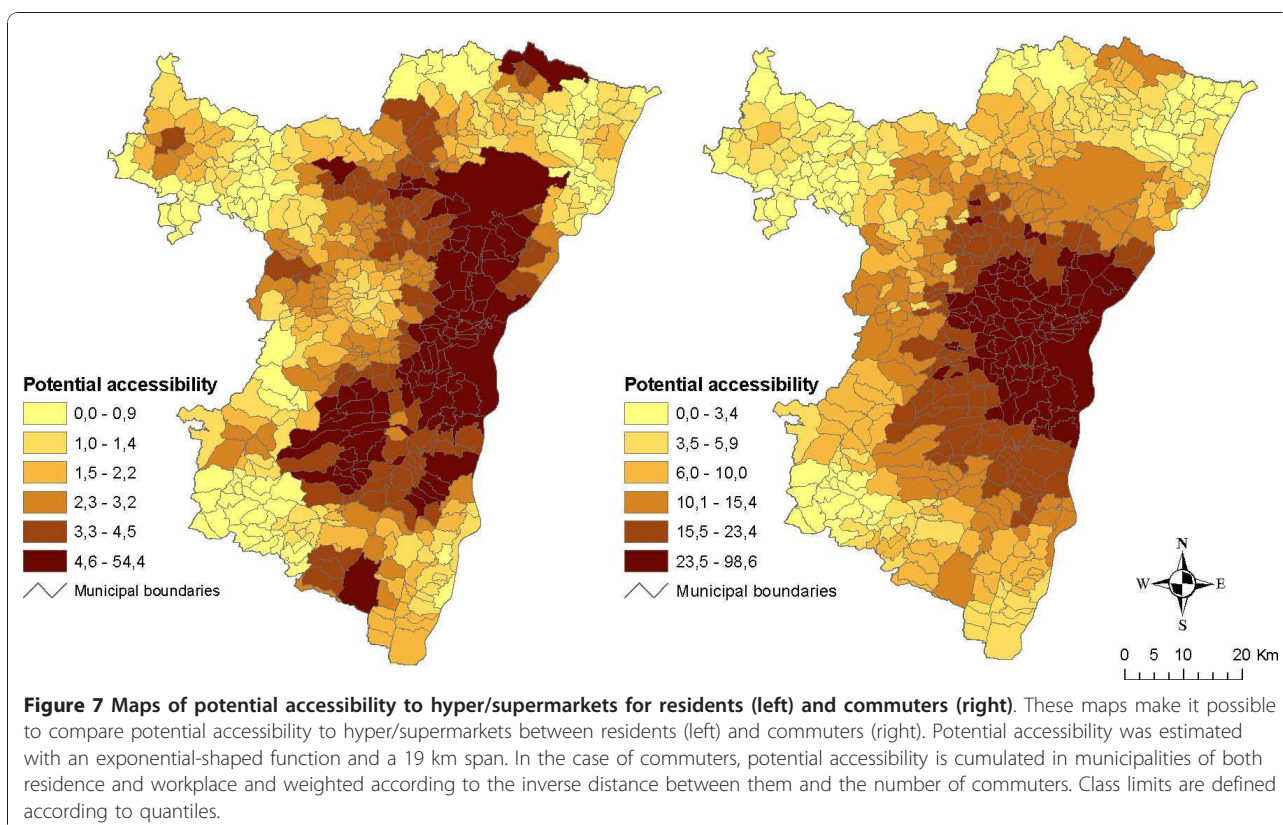 Potential accessibility
0,0 - 0,9
1,0 - 1,4
1,5 - 2,2
2,3 - 3,2
3,3 - 4,5
4,6 - 54,4
Municipal boundaries
Potential accessibility
0,0 - 3,4
3,5 - 5,9
6,0 - 10,0
10,1 - 15,4
15,5 - 23,4
23,5 - 98,6
Municipal boundaries
N
W E
S
0 5 10 20 Km
Figure 7 Maps of potential accessibility to hyper/supermarkets for residents (left) and commuters (right). These maps make it possible
to compare potential accessibility to hyper/supermarkets between residents (left) and commuters (right). Potential accessibility was estimated
with an exponential-shaped function and a 19 km span. In the case of commuters, potential accessibility is cumulated in municipalities of both
residence and workplace and weighted according to the inverse distance between them and the number of commuters. Class limits are defined
according to quantiles.